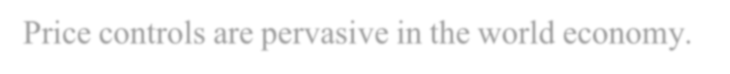 Price controls are pervasive in the world economy.